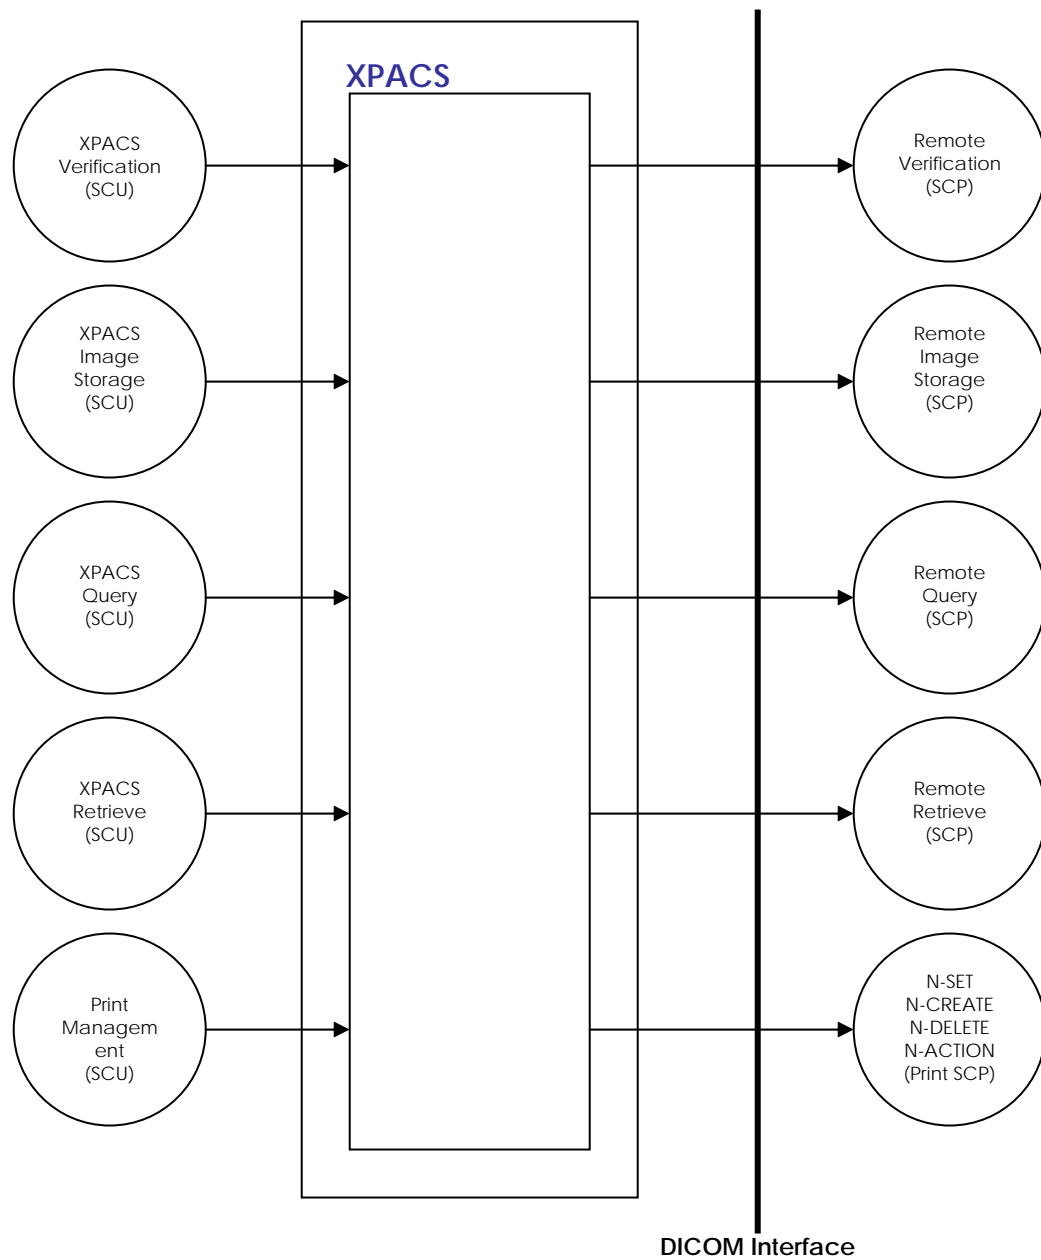 XPACS
XPACS
Verification
(SCU)
Remote
Verification
(SCP)
XPACS
Image
Storage
(SCU)
Remote
Image
Storage
(SCP)
XPACS
Query
(SCU)
Remote
Query
(SCP)
XPACS
Retrieve
(SCU)
Remote
Retrieve
(SCP)
Print
Managem
ent
(SCU)
N-SET
N-CREATE
N-DELETE
N-ACTION
(Print SCP)
DICOM Interface